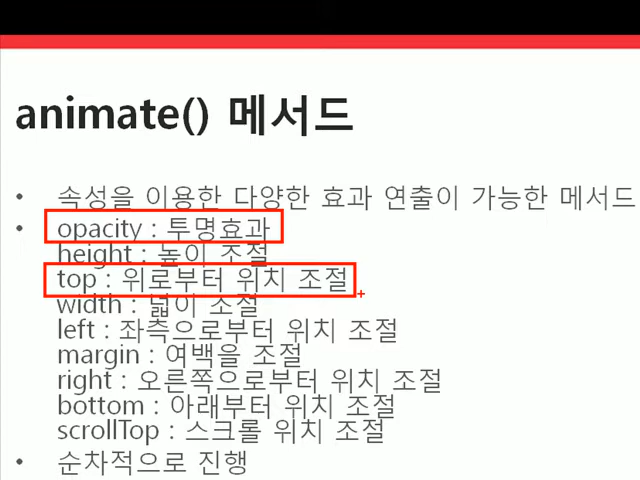 animate() 메서드
• 속성을 이용한 다양한 효과 연출이 가능한 메서드
• opacity : 투명효과
height : 높이 조절
top : 위로부터 위치 조절
width : 넓이 조절
left : 좌측으로부터 위치 조절
margin : 여백을 조절
right : 오른쪽으로부터 위치 조절
bottom : 아래부터 위치 조절
scrollTop : 스크롤 위치 조절
• 순차적으로 진행